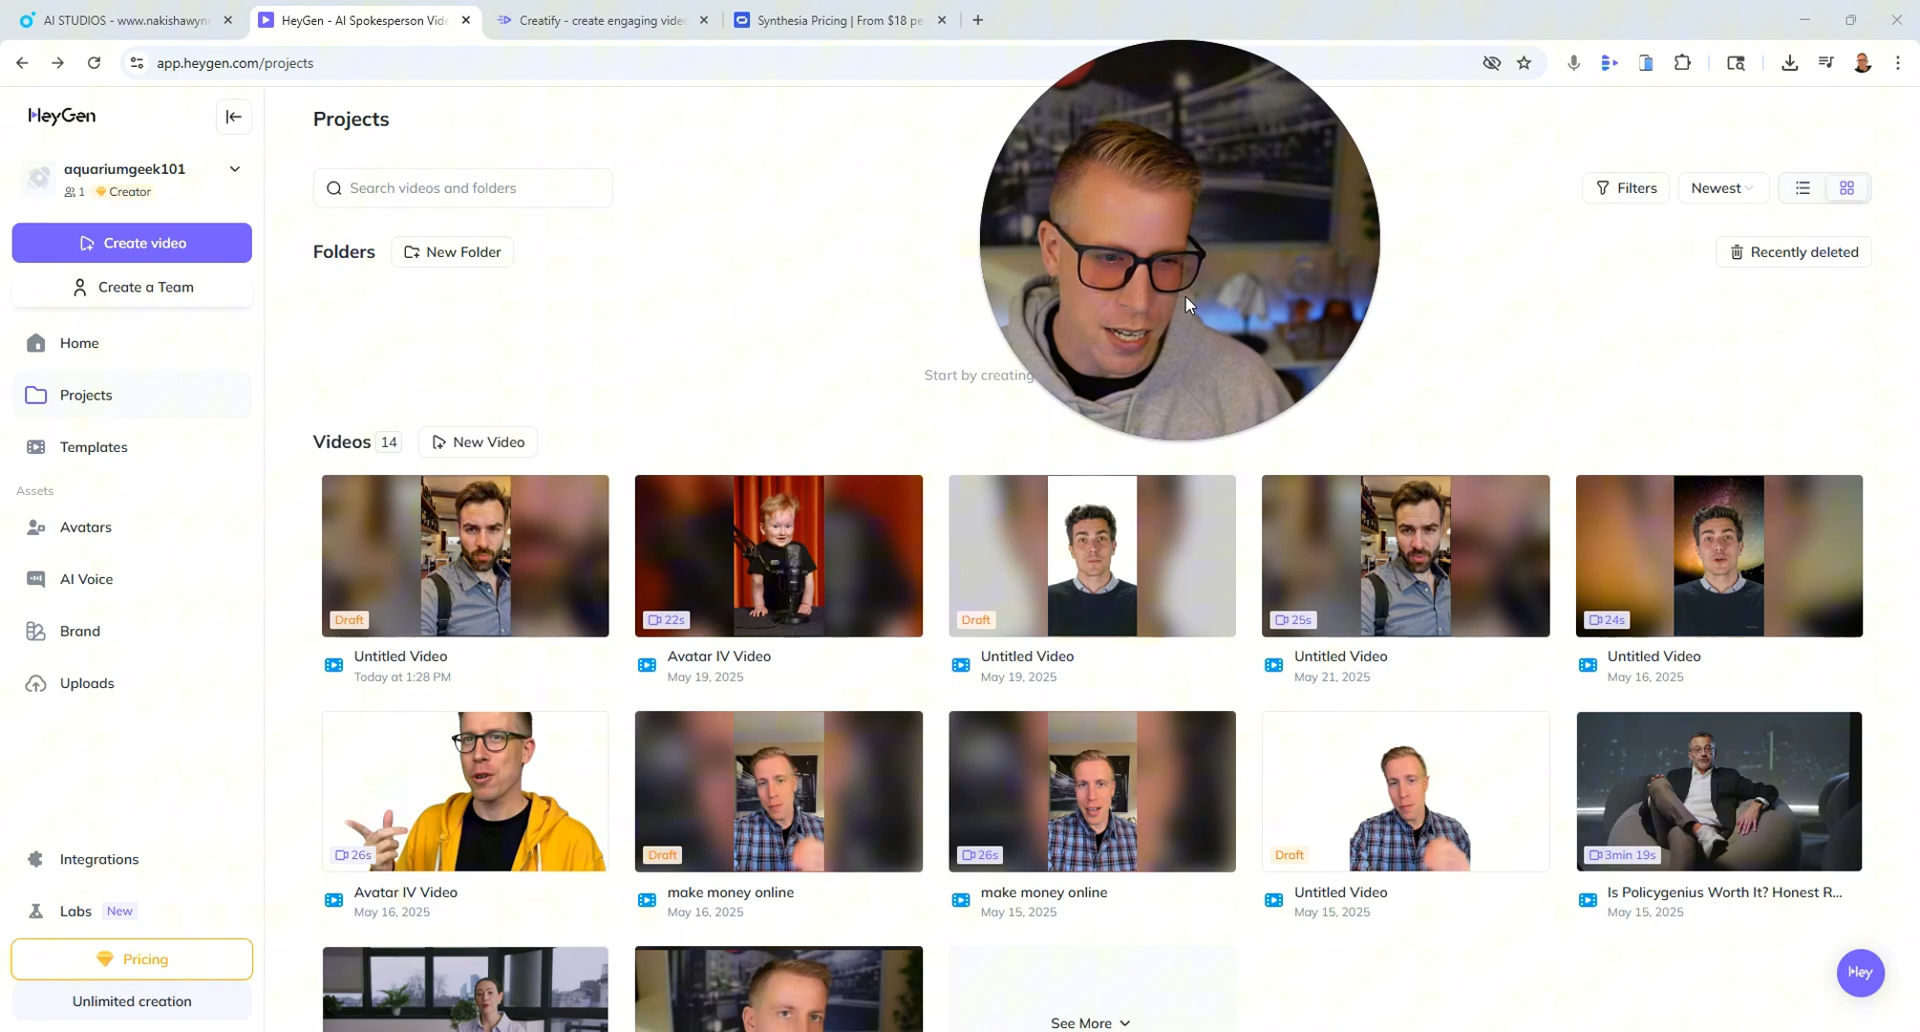 AI STUDIOS - www.nakishawyn
HeyGen - AI Spokesperson Vide
Creatify - create engaging video
Synthesia Pricing | From $18 pe
app.heygen.com/projects
HeyGen
aquariumgeek101
1 Creator
Create video
Create a Team
Home
Projects
Templates
Assets
Avatars
AI Voice
Brand
Uploads
Integrations
Labs New
Pricing
Unlimited creation
Projects
Search videos and folders
Filters
Newest
Folders
New Folder
Recently deleted
Start by creating
Videos 14
New Video
Draft
22s
Draft
25s
24s
Untitled Video
Today at 1:28 PM
Avatar IV Video
May 19, 2025
Untitled Video
May 19, 2025
Untitled Video
May 21, 2025
Untitled Video
May 16, 2025
26s
Draft
26s
Draft
3min 19s
Avatar IV Video
May 16, 2025
make money online
May 16, 2025
make money online
May 15, 2025
Untitled Video
May 15, 2025
Is Policygenius Worth It? Honest R...
May 15, 2025
See More
Hey